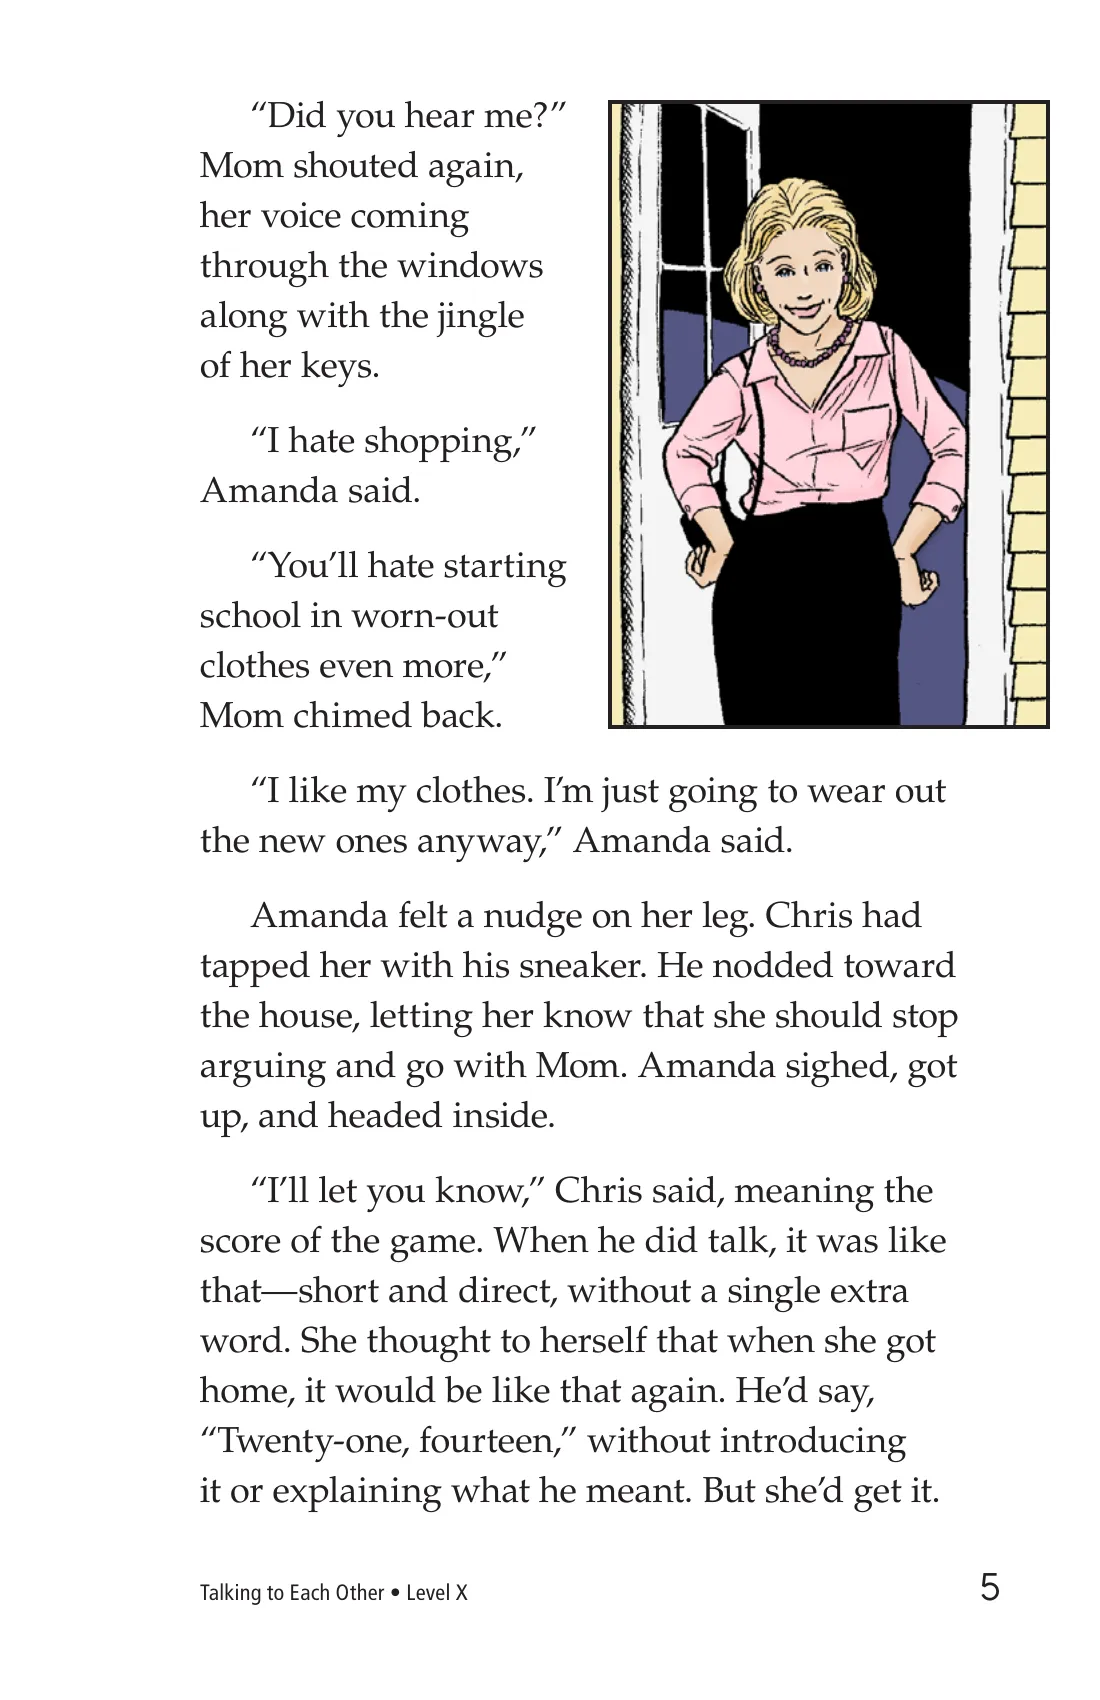 “Did you hear me?”
Mom shouted again,
her voice coming
through the windows
along with the jingle
of her keys.
“I hate shopping,”
Amanda said.
“You’ll hate starting
school in worn-out
clothes even more,”
Mom chimed back.
“I like my clothes. I’m just going to wear out
the new ones anyway,” Amanda said.
Amanda felt a nudge on her leg. Chris had
tapped her with his sneaker. He nodded toward
the house, letting her know that she should stop
arguing and go with Mom. Amanda sighed, got
up, and headed inside.
“I’ll let you know,” Chris said, meaning the
score of the game. When he did talk, it was like
that—short and direct, without a single extra
word. She thought to herself that when she got
home, it would be like that again. He’d say,
“Twenty-one, fourteen,” without introducing
it or explaining what he meant. But she’d get it.
Talking to Each Other • Level X
5